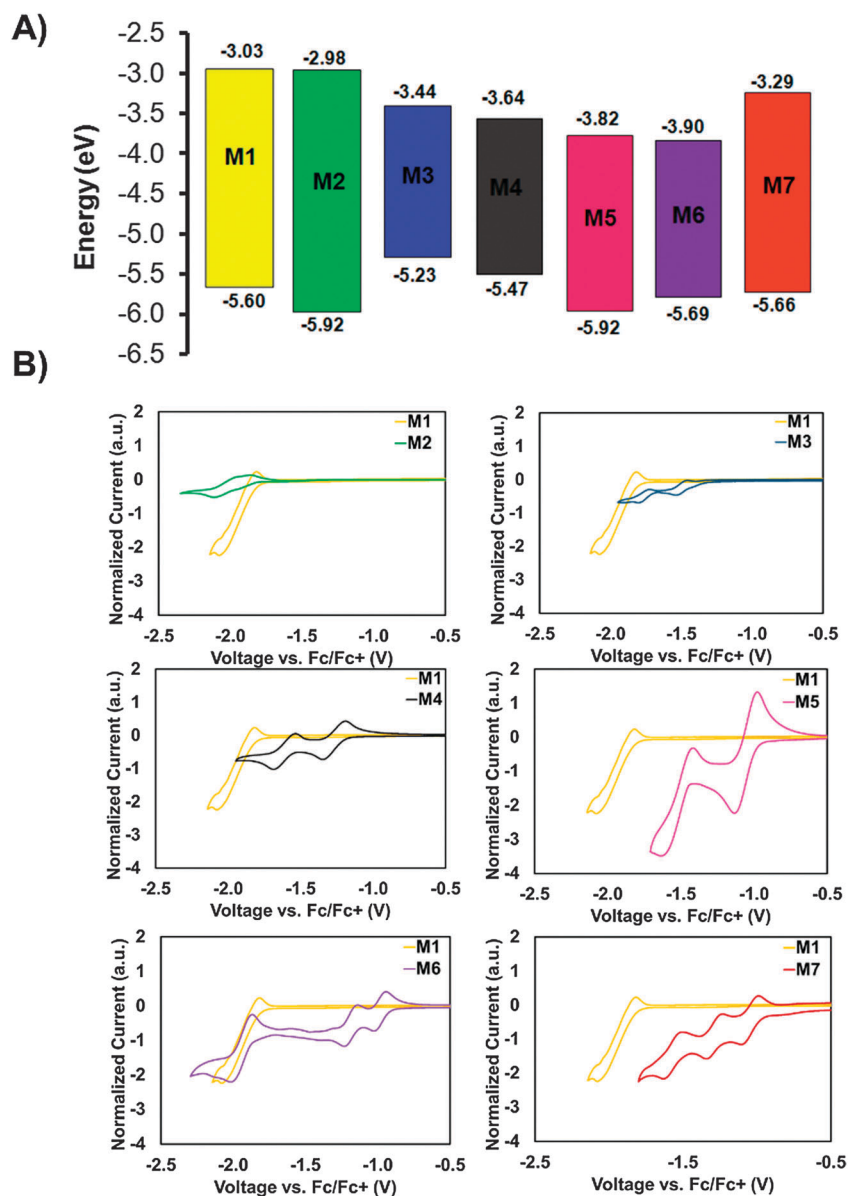 A)
Energy (eV)
-2.5
-3.0
-3.5
-4.0
-4.5
-5.0
-5.5
-6.0
-6.5
-3.03
M1
-5.60
-2.98
M2
-5.92
-3.44
M3
-5.23
-3.64
M4
-5.47
-3.82
M5
-5.92
-3.90
M6
-5.69
-3.29
M7
-5.66
B)
Normalized Current (a.u.)
2
1
0
-1
-2
-3
-4
M1
M2
-2.5 -2.0 -1.5 -1.0 -0.5
Voltage vs. Fc/Fc+ (V)
Normalized Current (a.u.)
2
1
0
-1
-2
-3
-4
M1
M3
-2.5 -2.0 -1.5 -1.0 -0.5
Voltage vs. Fc/Fc+ (V)
Normalized Current (a.u.)
2
1
0
-1
-2
-3
-4
M1
M4
-2.5 -2.0 -1.5 -1.0 -0.5
Voltage vs. Fc/Fc+ (V)
Normalized Current (a.u.)
2
1
0
-1
-2
-3
-4
M1
M5
-2.5 -2.0 -1.5 -1.0 -0.5
Voltage vs. Fc/Fc+ (V)
Normalized Current (a.u.)
2
1
0
-1
-2
-3
-4
M1
M6
-2.5 -2.0 -1.5 -1.0 -0.5
Voltage vs. Fc/Fc+ (V)
Normalized Current (a.u.)
2
1
0
-1
-2
-3
-4
M1
M7
-2.5 -2.0 -1.5 -1.0 -0.5
Voltage vs. Fc/Fc+ (V)